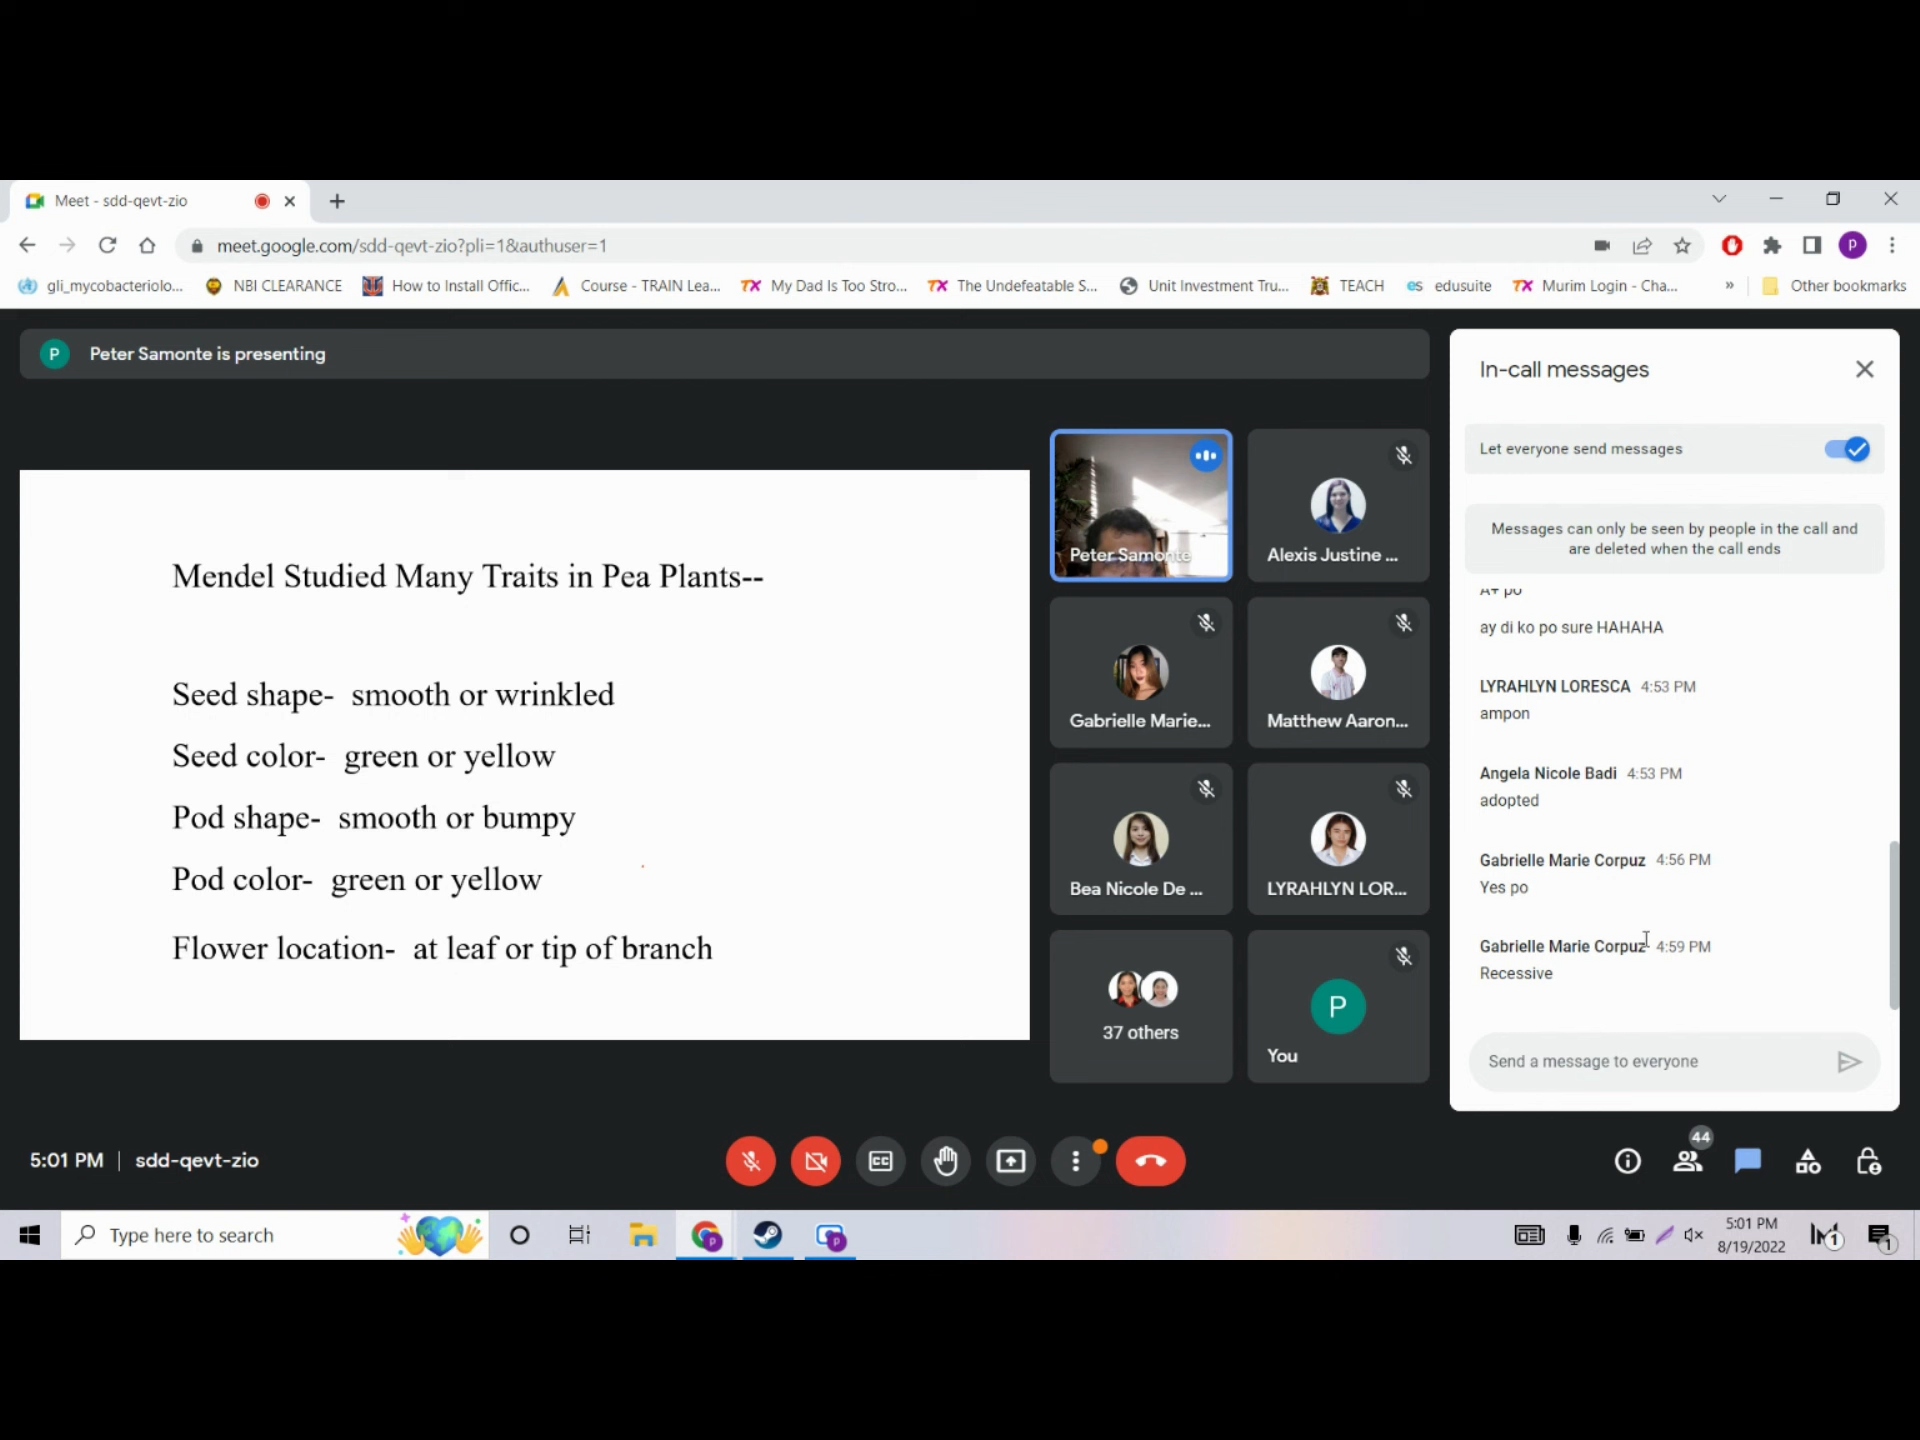 Meet - sdd-qevt-zio
meet.google.com/sdd-qevt-zio?pli=1&authuser=1
P
gli_mycobacteriolo...
NBI CLEARANCE
How to Install Offic...
Course - TRAIN Lea...
TX My Dad Is Too Stro...
TX The Undefeatable S...
Unit Investment Tru...
TEACH
es edusuite
TX Murim Login - Cha...
»
Other bookmarks
P Peter Samonte is presenting
Mendel Studied Many Traits in Pea Plants--
Seed shape- smooth or wrinkled
Seed color- green or yellow
Pod shape- smooth or bumpy
Pod color- green or yellow
Flower location- at leaf or tip of branch
Peter Samonte
Alexis Justine ...
Gabrielle Marie...
Matthew Aaron...
Bea Nicole De ...
LYRAHLYN LOR...
37 others
P
You
In-call messages
Let everyone send messages
Messages can only be seen by people in the call and
are deleted when the call ends
A+ po
ay di ko po sure HAHAHA
LYRAHLYN LORESCA 4:53 PM
ampon
Angela Nicole Badi 4:53 PM
adopted
Gabrielle Marie Corpuz 4:56 PM
Yes po
Gabrielle Marie Corpuz 4:59 PM
Recessive
Send a message to everyone
5:01 PM | sdd-qevt-zio
CC
44
Type here to search
5:01 PM
8/19/2022
1
1